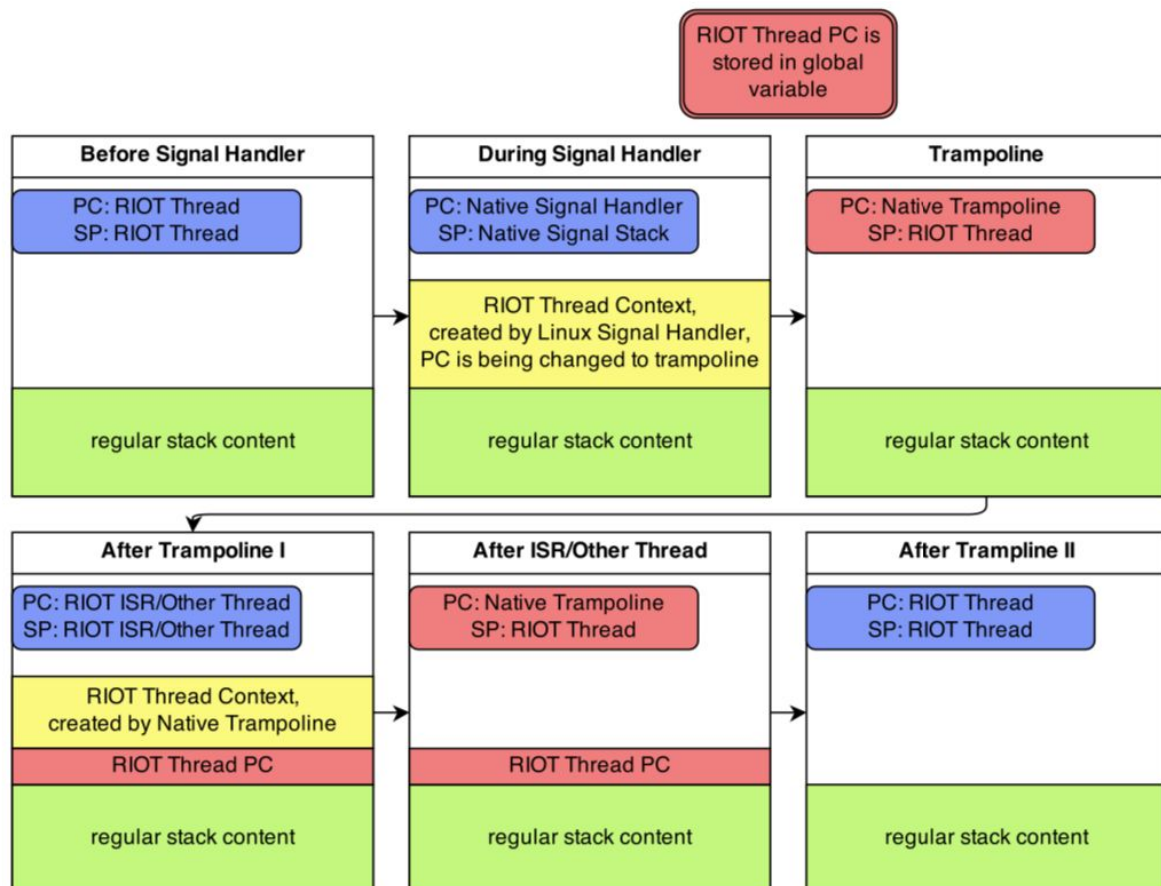 RIOT Thread PC is
stored in global
variable
Before Signal Handler
PC: RIOT Thread
SP: RIOT Thread
regular stack content
During Signal Handler
PC: Native Signal Handler
SP: Native Signal Stack
RIOT Thread Context,
created by Linux Signal Handler,
PC is being changed to trampoline
regular stack content
Trampoline
PC: Native Trampoline
SP: RIOT Thread
regular stack content
After Trampoline I
PC: RIOT ISR/Other Thread
SP: RIOT ISR/Other Thread
RIOT Thread Context,
created by Native Trampoline
RIOT Thread PC
regular stack content
After ISR/Other Thread
PC: Native Trampoline
SP: RIOT Thread
RIOT Thread PC
regular stack content
After Trampline II
PC: RIOT Thread
SP: RIOT Thread
regular stack content